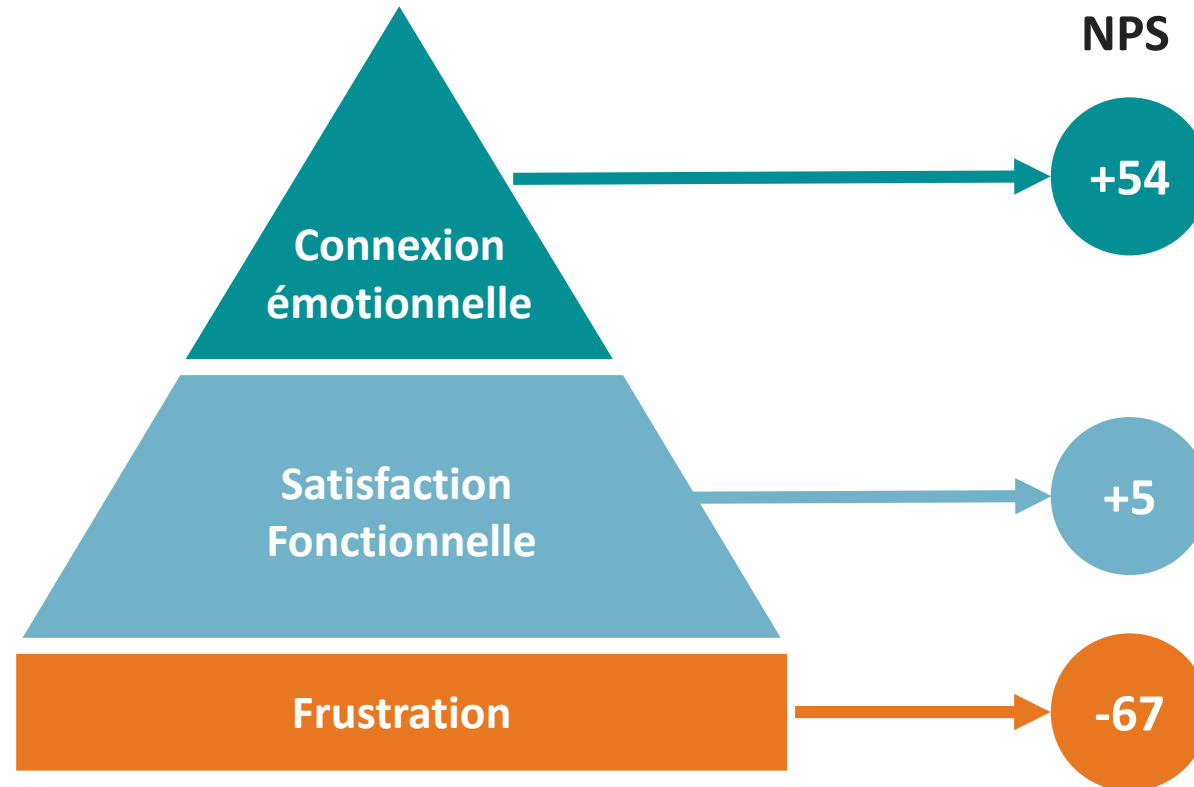 NPS
+54
Connexion
émotionnelle
Satisfaction
Fonctionnelle
+5
Frustration
-67